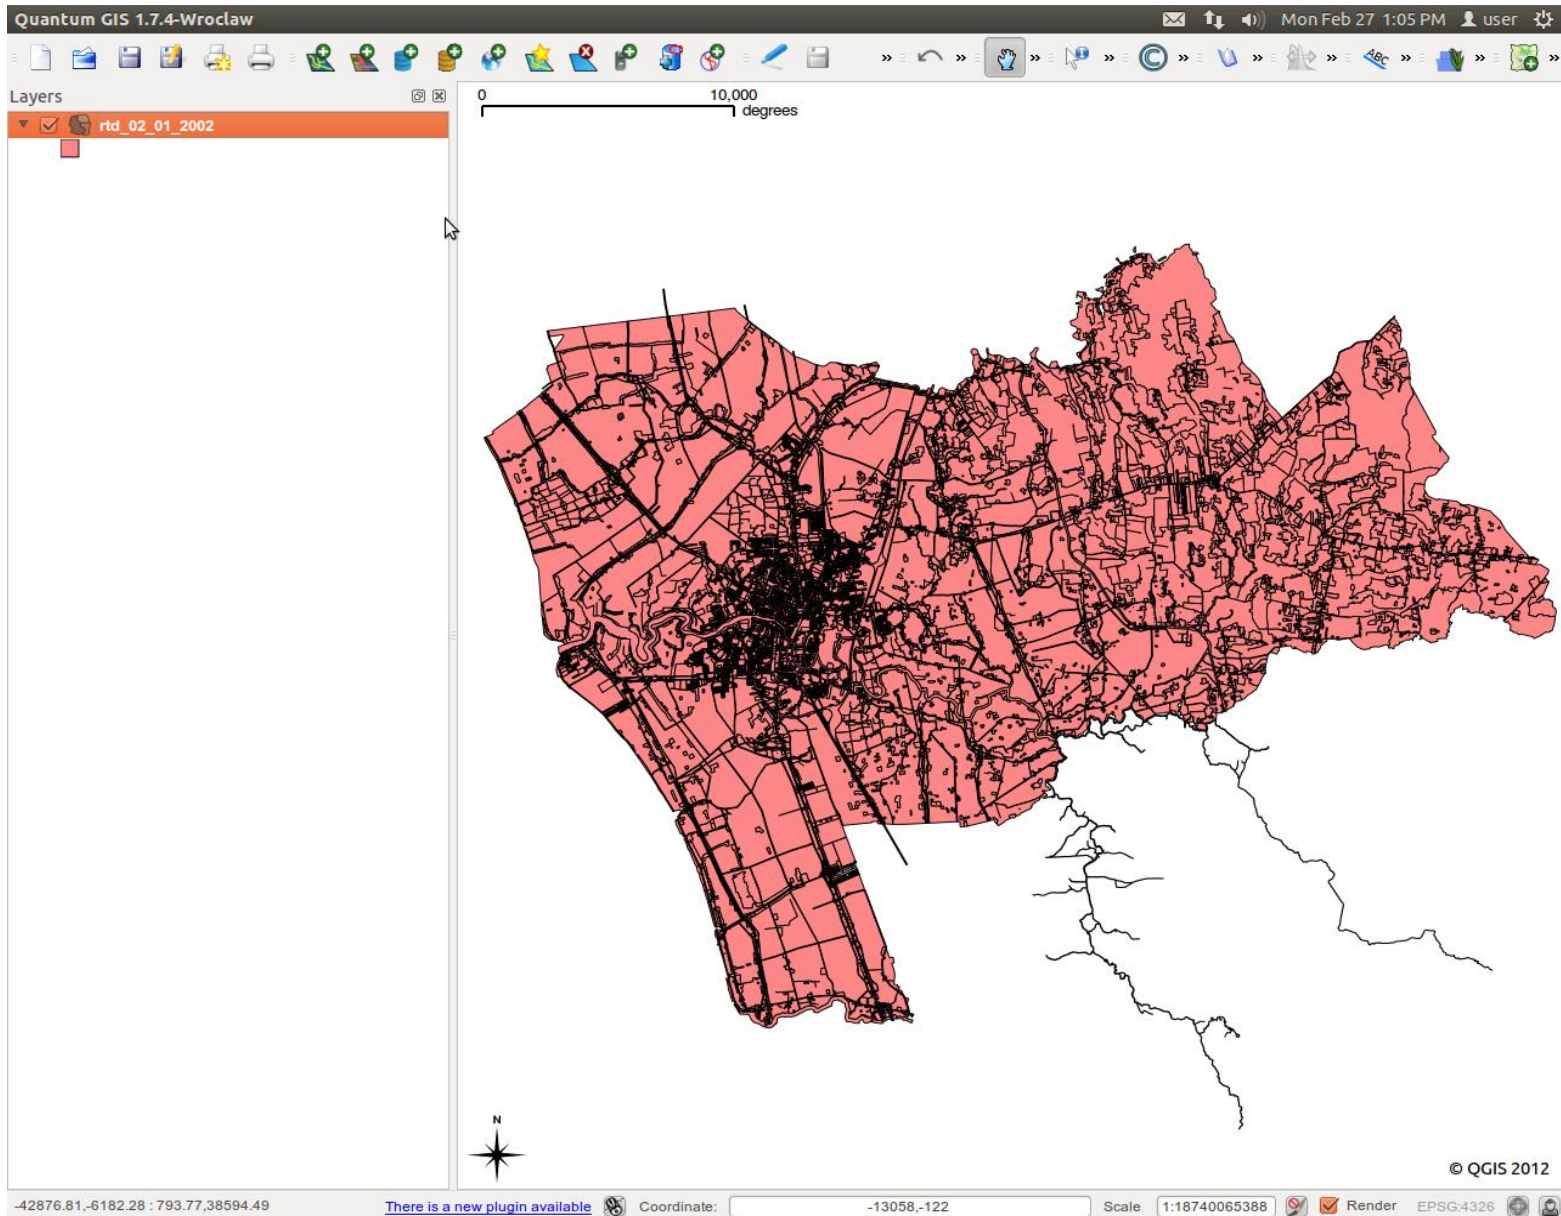 Quantum GIS 1.7.4-Wroclaw
Mon Feb 27 1:05 PM user
ABC
Layers
rtd_02_01_2002
0 10,000
degrees
N
© QGIS 2012
-42876.81,-6182.28 : 793.77,38594.49 There is a new plugin available Coordinate: -13058,-122 Scale 1:18740065388 Render EPSG:4326